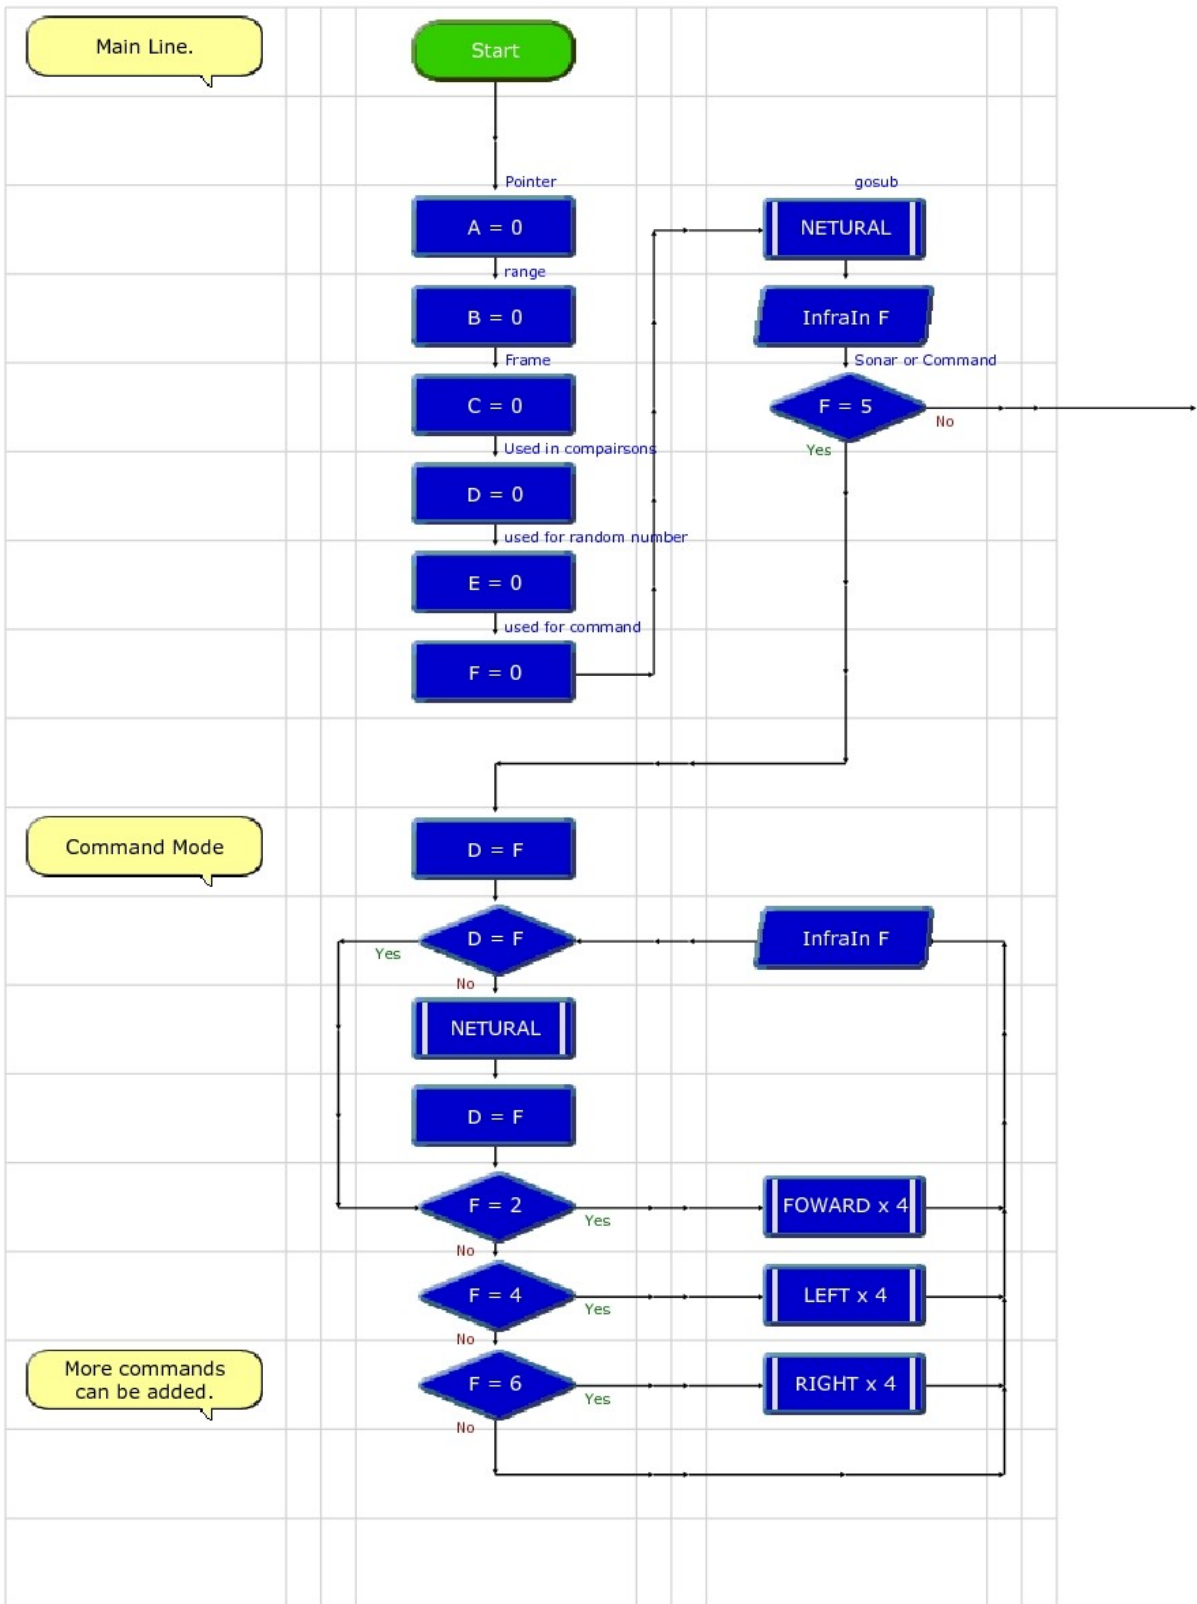 Main Line.
Start
Pointer
A = 0
range
B = 0
Frame
C = 0
Used in compairsons
D = 0
used for random number
E = 0
used for command
F = 0
gosub
NETURAL
InfraIn F
Sonar or Command
F = 5
No
Yes
Command Mode
D = F
D = F
Yes
No
InfraIn F
NETURAL
D = F
F = 2
Yes
No
FOWARD x 4
F = 4
Yes
No
LEFT x 4
More commands
can be added.
F = 6
Yes
No
RIGHT x 4